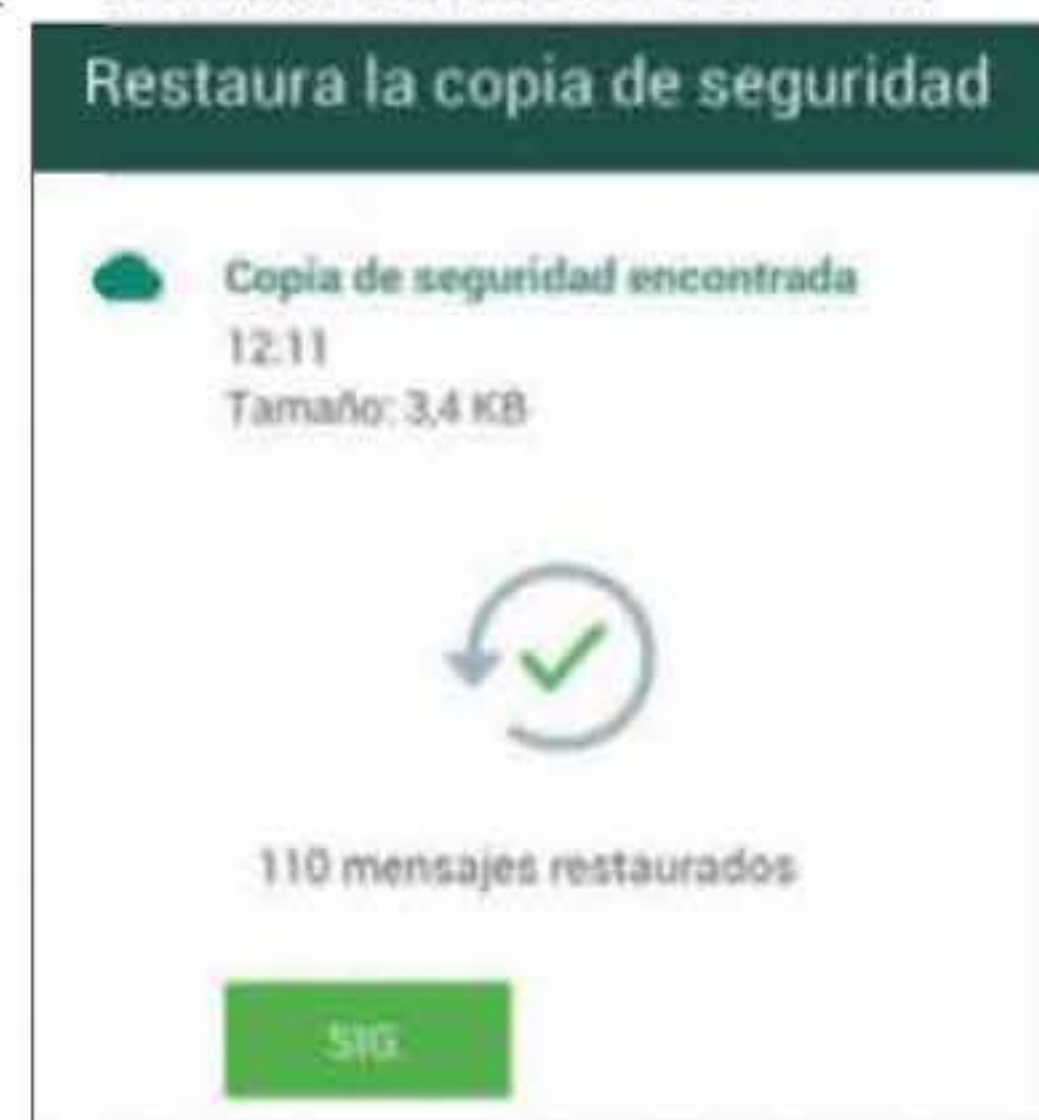 Restaura la copia de seguridad
Copia de seguridad encontrada
12:11
Tamaño: 3,4 KB
110 mensajes restaurados
SIG.